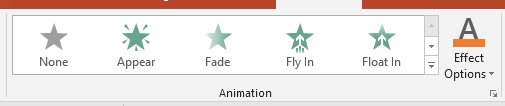 None Appear Fade Fly In Float In
Effect
Options
Animation